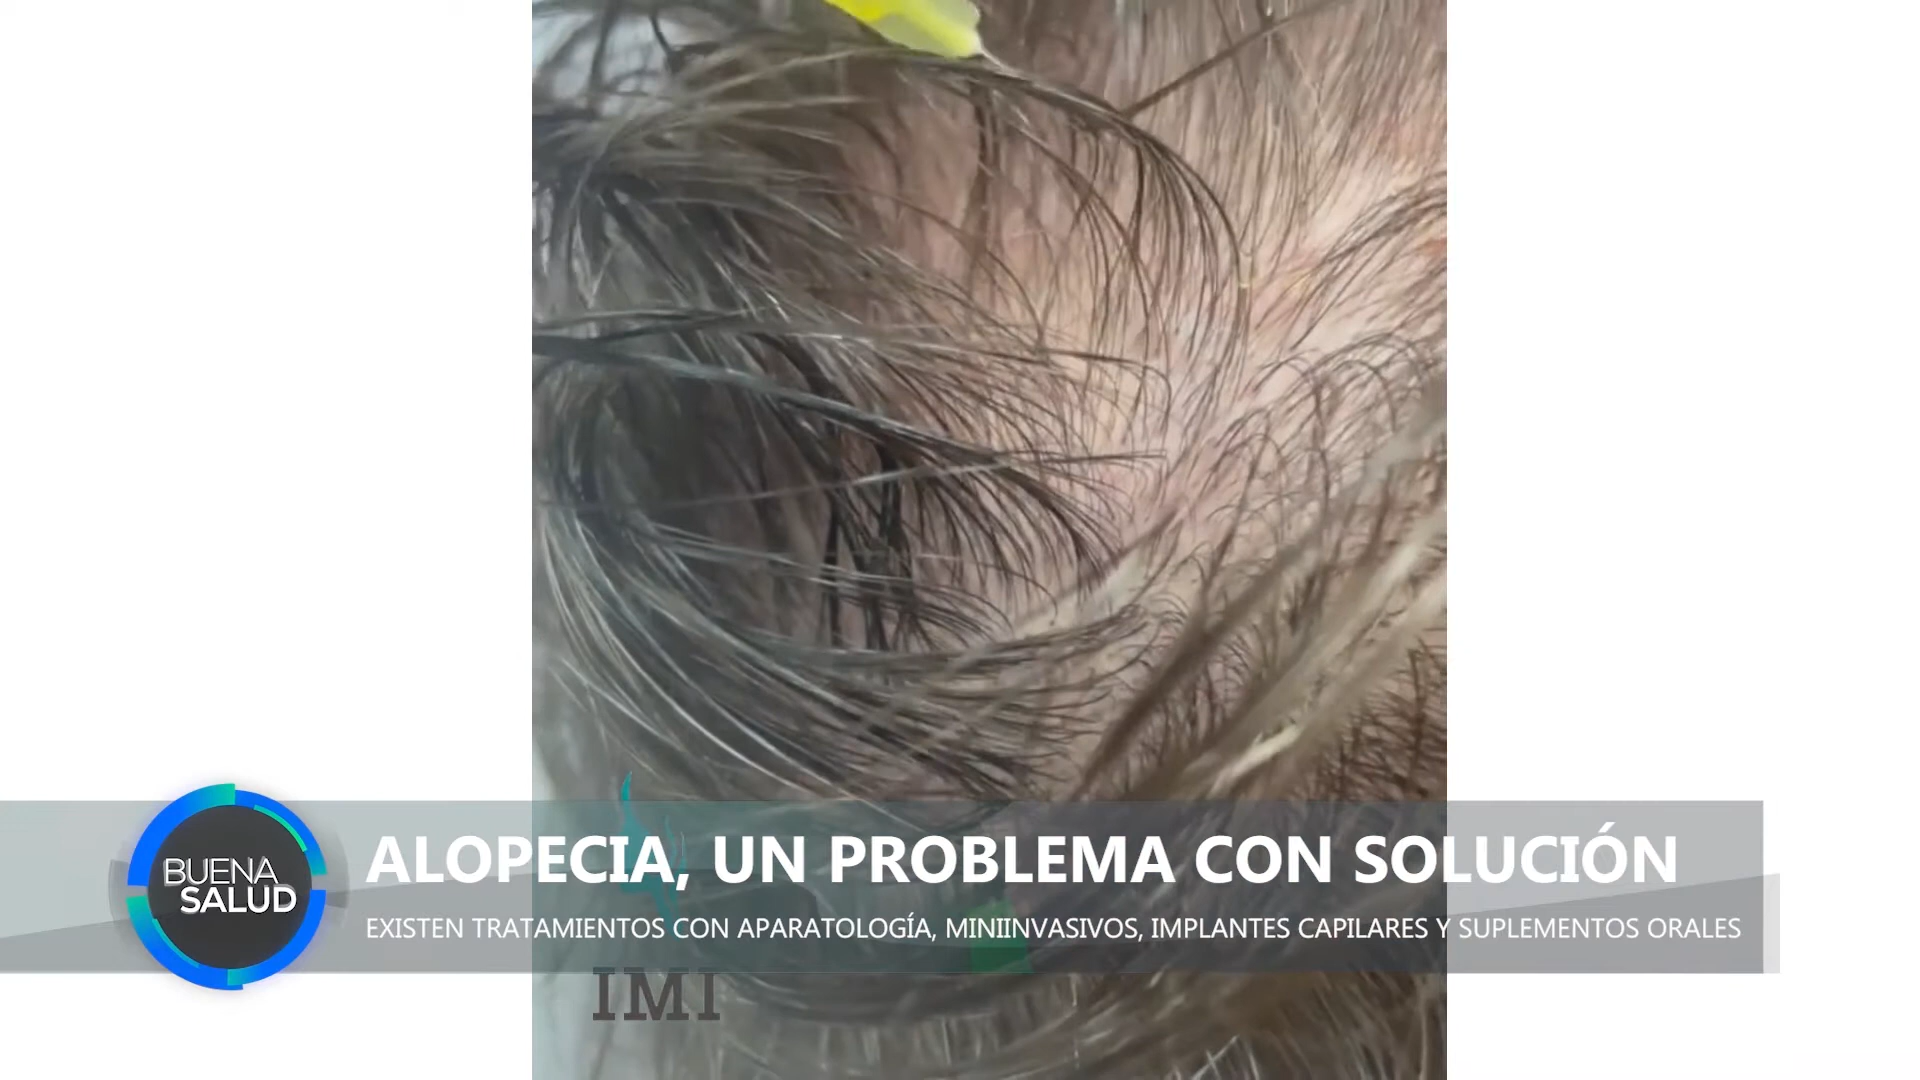 BUENA
SALUD
ALOPECIA, UN PROBLEMA CON SOLUCIÓN
EXISTEN TRATAMIENTOS CON APARATOLOGÍA, MINIINVASIVOS, IMPLANTES CAPILARES Y SUPLEMENTOS ORALES
IMI